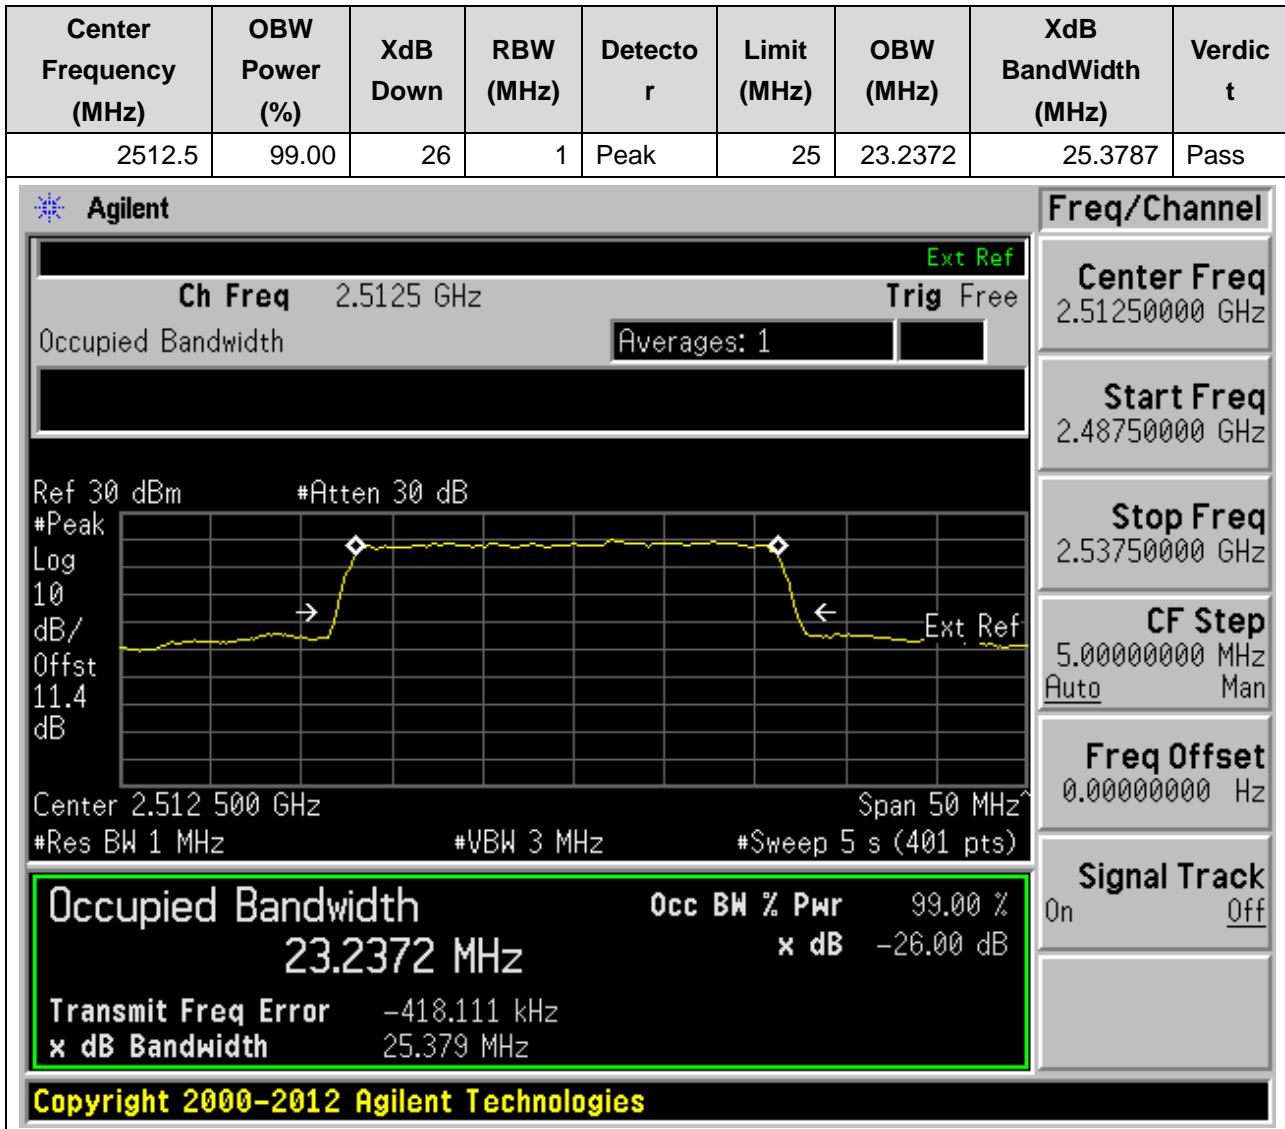 Center Frequency (MHz) OBW Power (%) XdB Down RBW (MHz) Detecto r Limit (MHz) OBW (MHz) XdB BandWidth (MHz) Verdic t
2512.5 99.00 26 1 Peak 25 23.2372 25.3787 Pass
Agilent
Freq/Channel
Ext Ref
Ch Freq 2.5125 GHz Trig Free
Occupied Bandwidth Averages: 1
Center Freq
2.51250000 GHz
Start Freq
2.48750000 GHz
Stop Freq
2.53750000 GHz
CF Step
5.00000000 MHz
Auto Man
Freq Offset
0.00000000 Hz
Signal Track
On Off
Ref 30 dBm #Atten 30 dB
#Peak
Log
10
dB/
Offst
11.4
dB
Ext Ref
Center 2.512 500 GHz Span 50 MHz^
#Res BW 1 MHz #VBW 3 MHz #Sweep 5 s (401 pts)
Occupied Bandwidth Occ BW % Pwr 99.00 %
23.2372 MHz x dB -26.00 dB
Transmit Freq Error -418.111 kHz
x dB Bandwidth 25.379 MHz
Copyright 2000-2012 Agilent Technologies